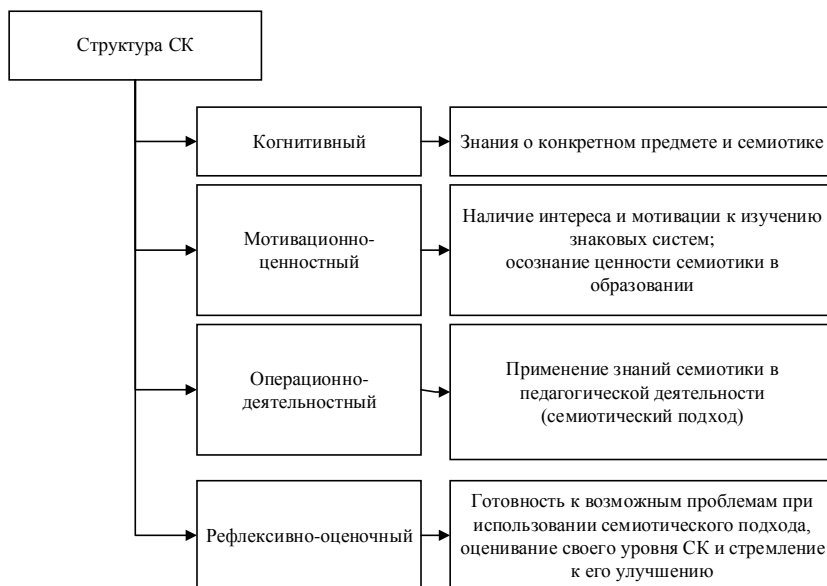 Структура СК
Когнитивный
Знания о конкретном предмете и семиотике
Мотивационно-
ценностный
Наличие интереса и мотивации к изучению
знаковых систем;
осознание ценности семиотики в
образовании
Операционно-
деятельностный
Применение знаний семиотики в
педагогической деятельности
(семиотический подход)
Рефлексивно-оценочный
Готовность к возможным проблемам при
использовании семиотического подхода,
оценивание своего уровня СК и стремление
к его улучшению